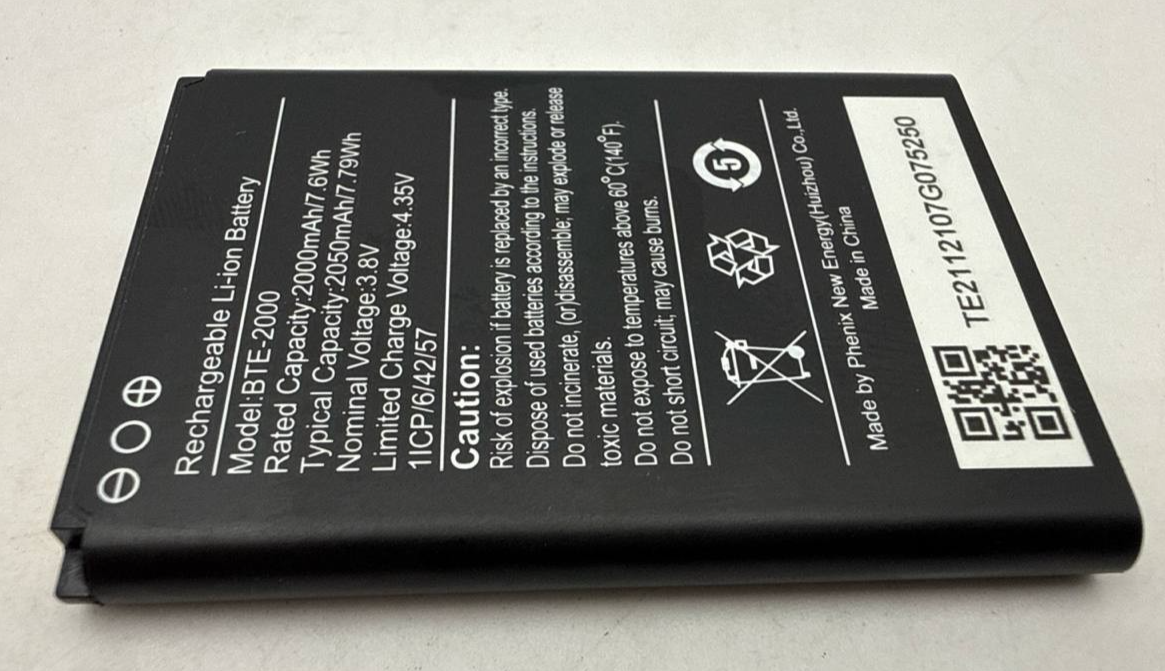 Rechargeable Li-ion Battery
Model:BTE-2000
Rated Capacity:2000mAh/7.6Wh
Typical Capacity:2050mAh/7.79Wh
Nominal Voltage:3.8V
Limited Charge Voltage:4.35V
1ICP/6/42/57
Caution:
Risk of explosion if battery is replaced by an incorrect type.
Dispose of used batteries according to the instructions.
Do not incinerate, (or)disassemble; may explode or release
toxic materials.
Do not expose to temperatures above 60°C(140°F).
Do not short circuit; may cause burns.
5
Made by Phenix New Energy(Huizhou) Co.,Ltd.
Made in China
TE21112107G075250